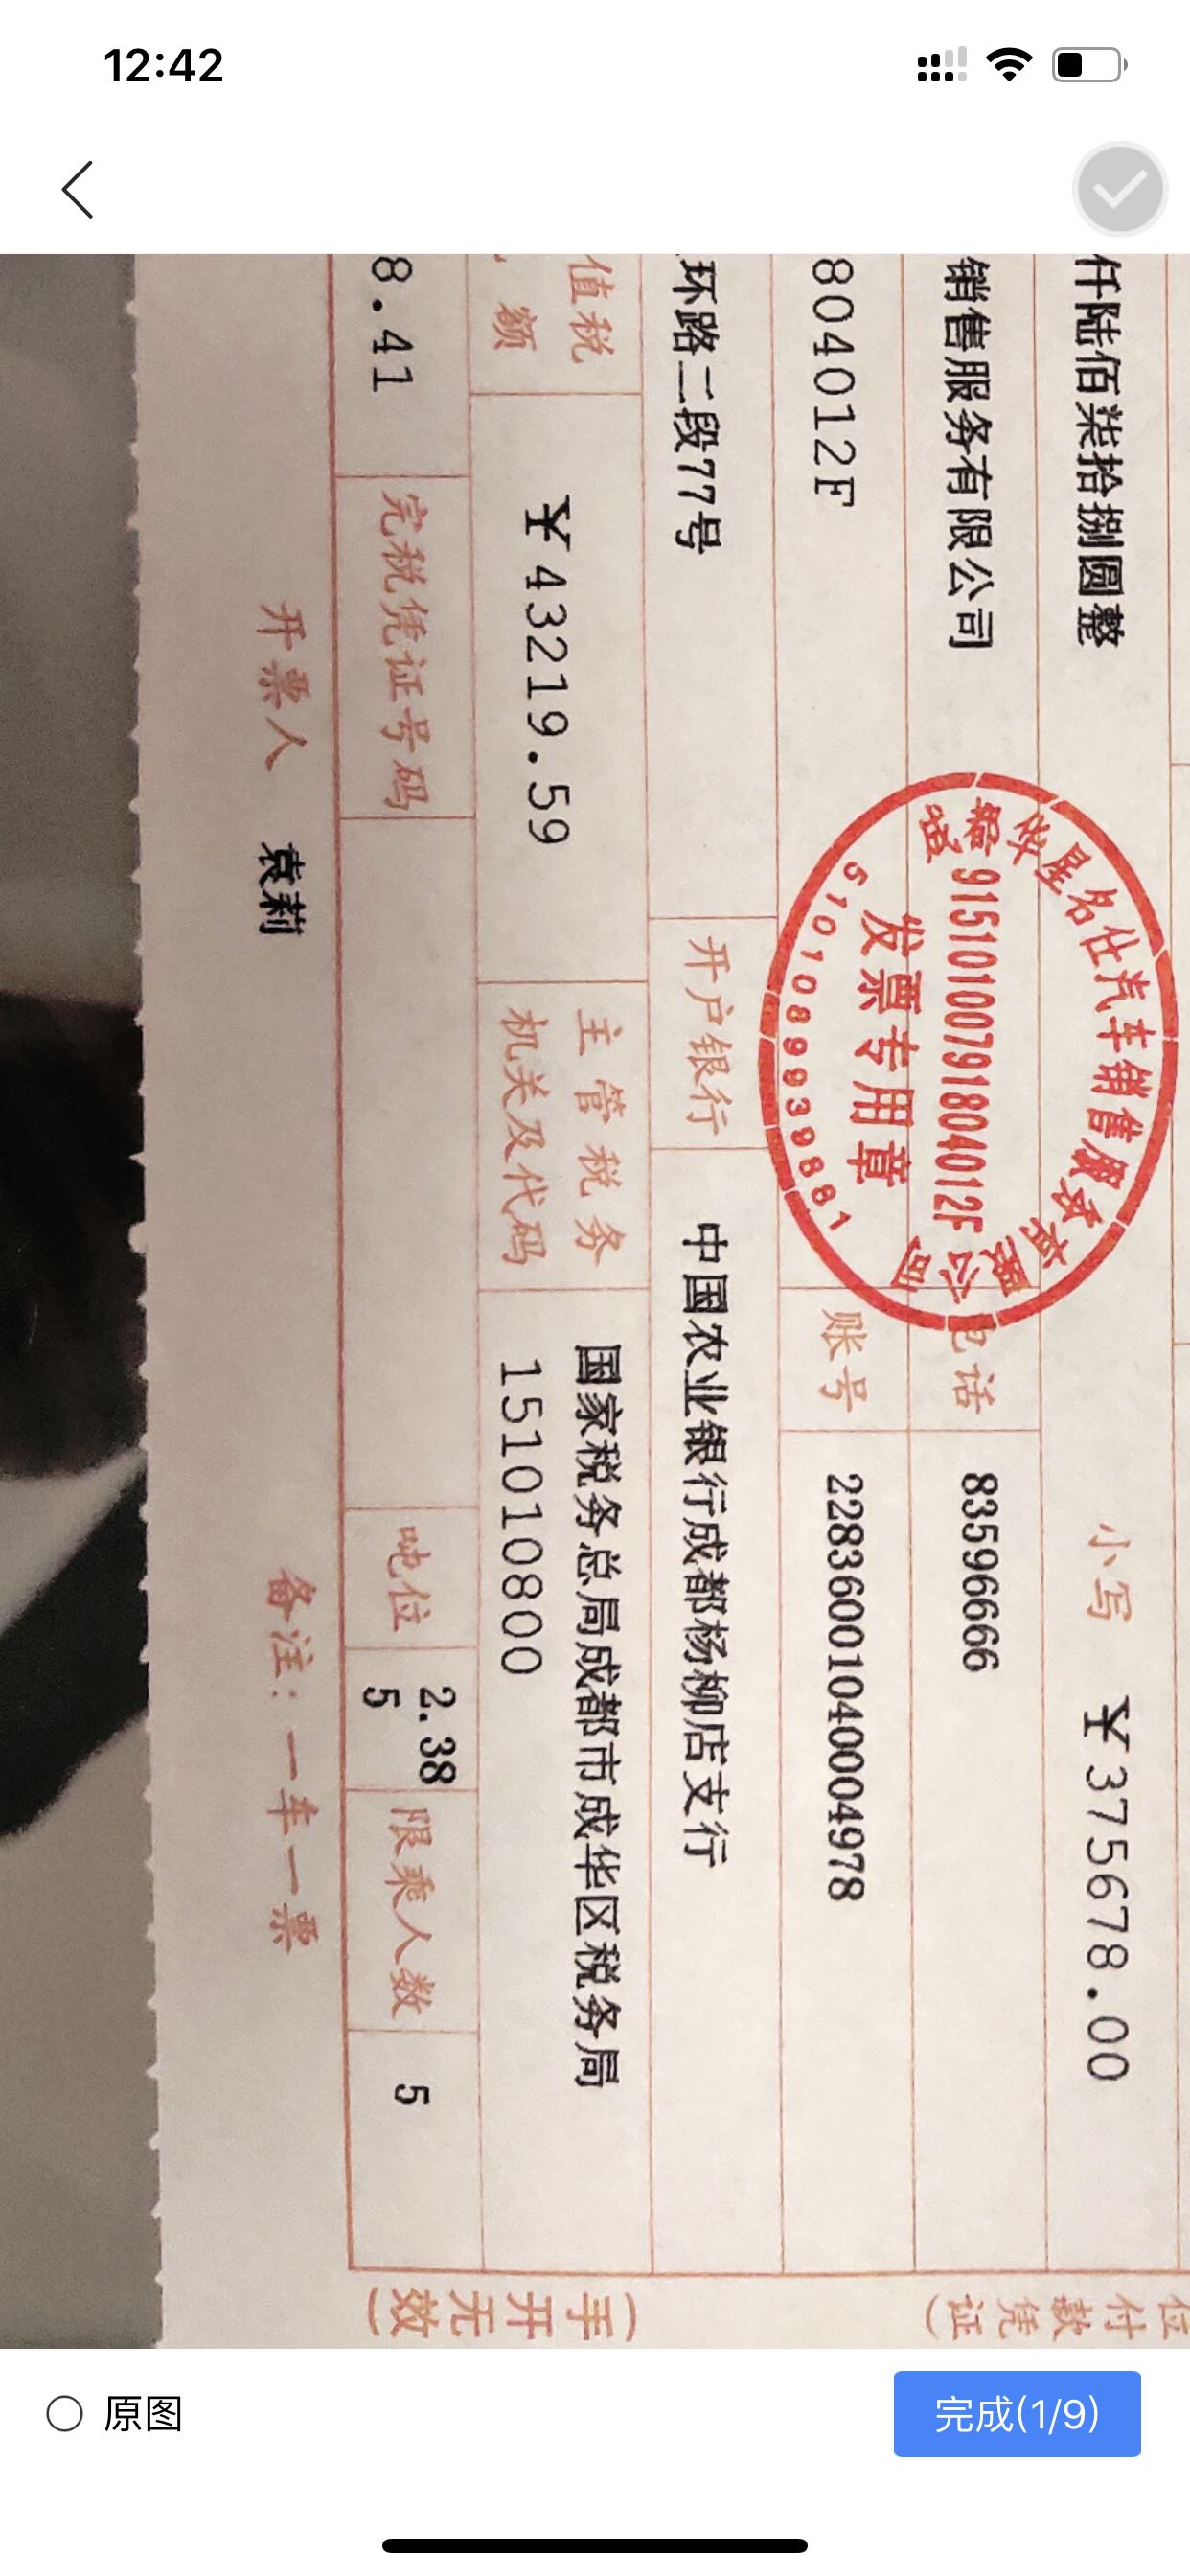 12:42
仟陆佰柒拾捌圆整
小写 ¥375678.00
销售服务有限公司
电话 83596666
804012F
账号 22836001040004978
环路二段77号
开户银行 中国农业银行成都杨柳店支行
值税
额
¥43219.59
主管税务
机关及代码
国家税务总局成都市成华区税务局
151010800
8.41
完税凭证号码
吨位 2.38
5
限乘人数 5
开票人 袁莉
备注：一车一票
华星名仕汽车销售服务有限公司
91510100791804012F
发票专用章
5101089939881
位付款凭证)
(手开无效)
原图
完成(1/9)